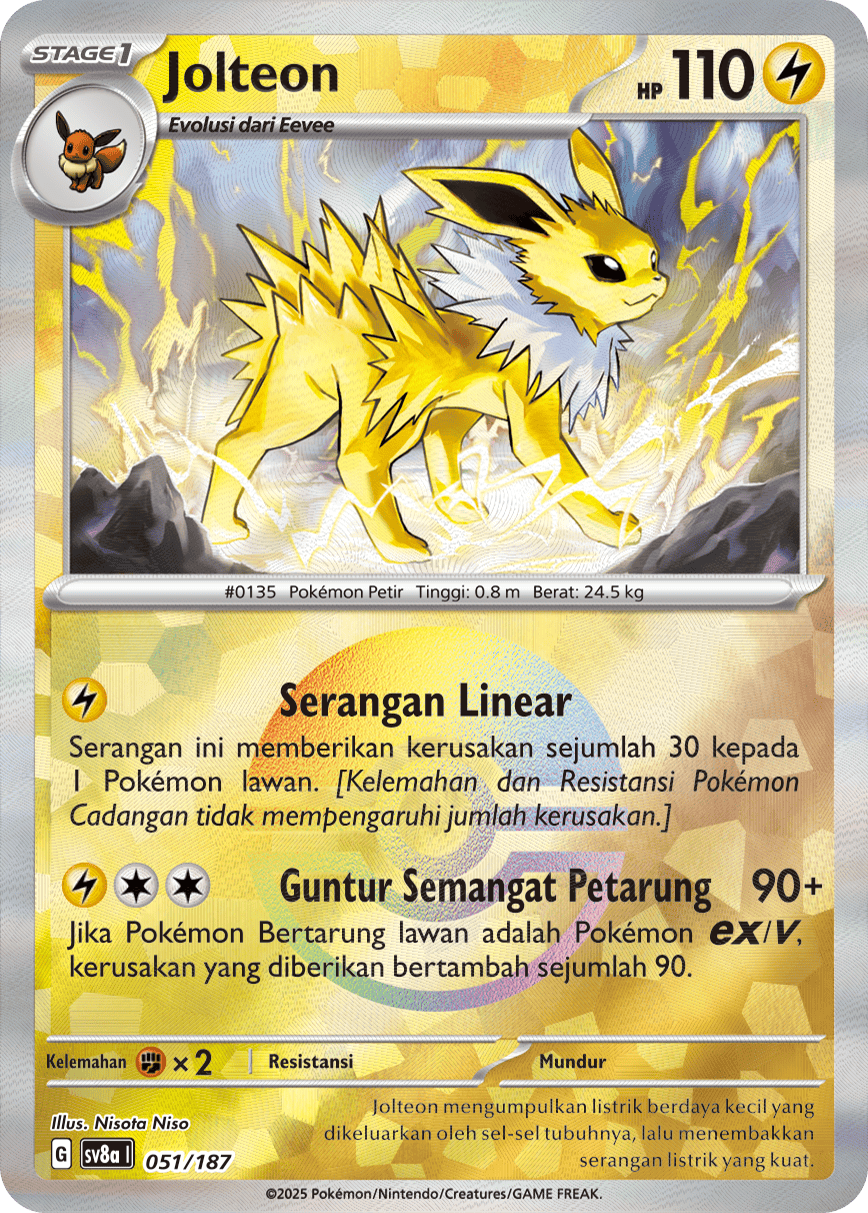 STAGE1
Jolteon
HP 110
Evolusi dari Eevee
#0135 Pokémon Petir Tinggi: 0.8 m Berat: 24.5 kg
Serangan Linear
Serangan ini memberikan kerusakan sejumlah 30 kepada
1 Pokémon lawan. [Kelemahan dan Resistansi Pokémon
Cadangan tidak mempengaruhi jumlah kerusakan.]
Guntur Semangat Petarung 90+
Jika Pokémon Bertarung lawan adalah Pokémon ex/V,
kerusakan yang diberikan bertambah sejumlah 90.
Kelemahan ×2 Resistansi Mundur
Illus. Nisota Niso
G sv8a I 051/187
Jolteon mengumpulkan listrik berdaya kecil yang
dikeluarkan oleh sel-sel tubuhnya, lalu menembakkan
serangan listrik yang kuat.
©2025 Pokémon/Nintendo/Creatures/GAME FREAK.